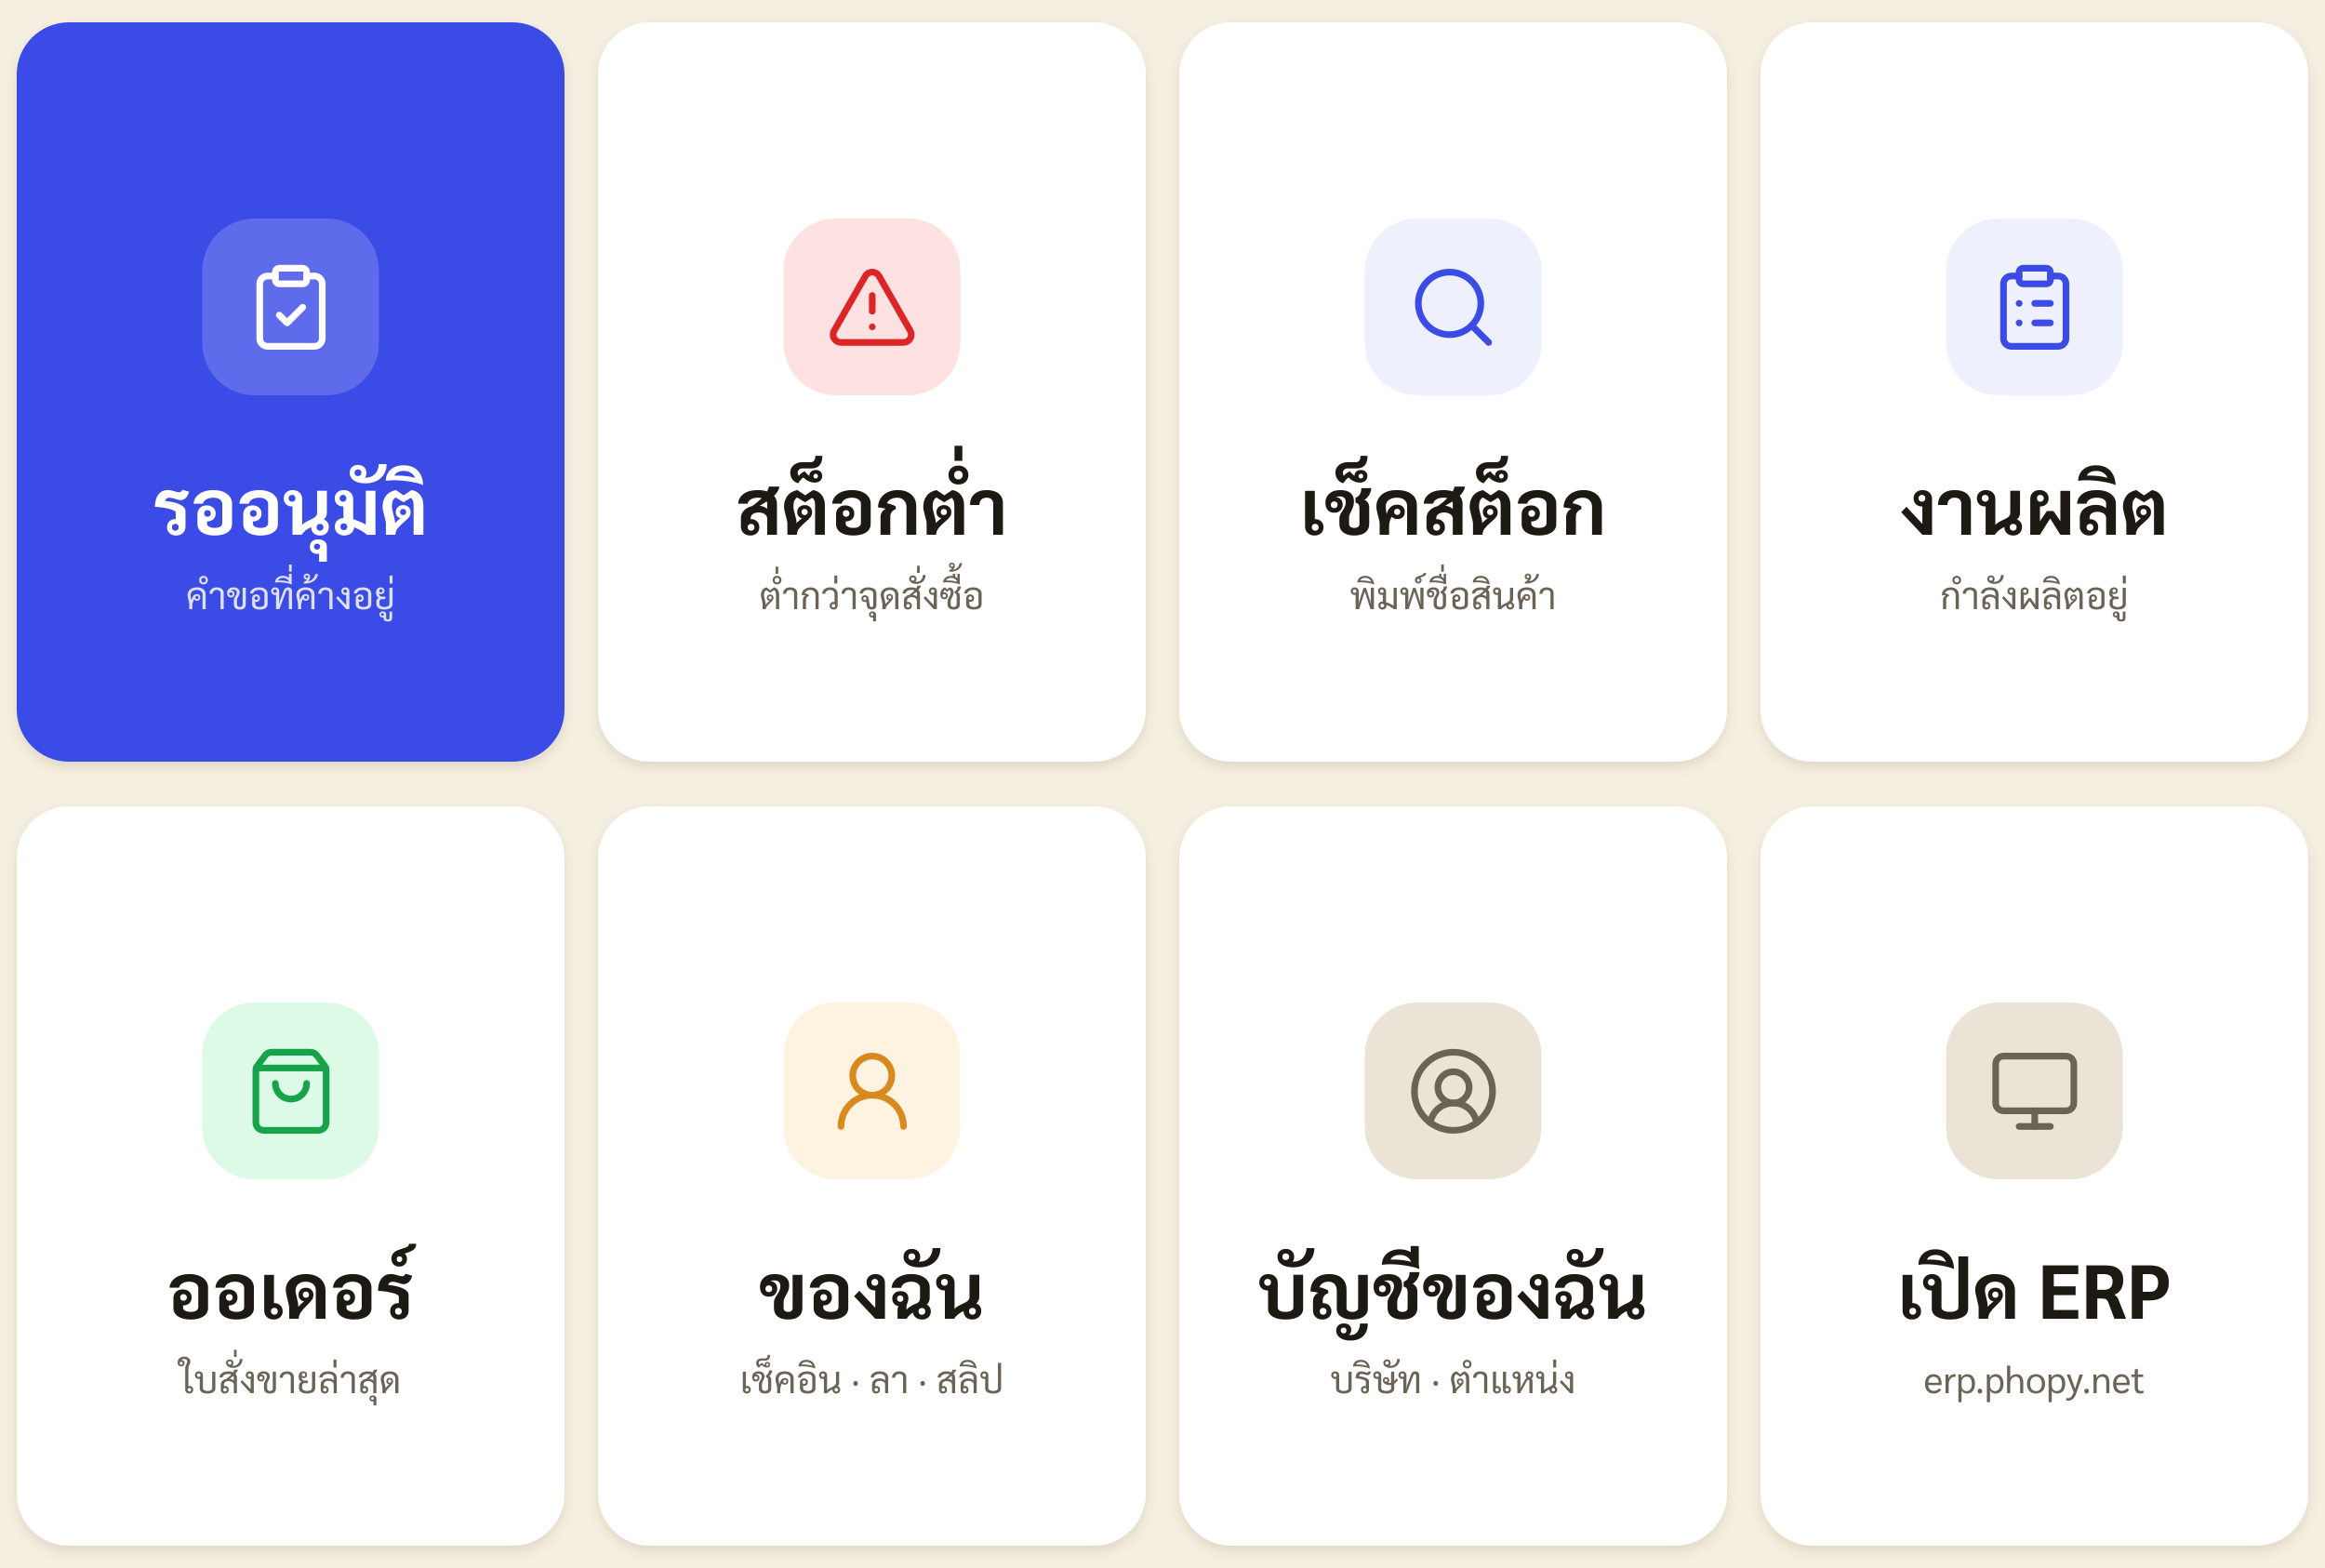 รออนุมัติ
คำขอที่ค้างอยู่
สต็อกต่ำ
ต่ำกว่าจุดสั่งซื้อ
เช็คสต็อก
พิมพ์ชื่อสินค้า
งานผลิต
กำลังผลิตอยู่
ออเดอร์
ใบสั่งขายล่าสุด
ของฉัน
เช็คอิน · ลา · สลิป
บัญชีของฉัน
บริษัท · ตำแหน่ง
เปิด ERP
erp.phopy.net